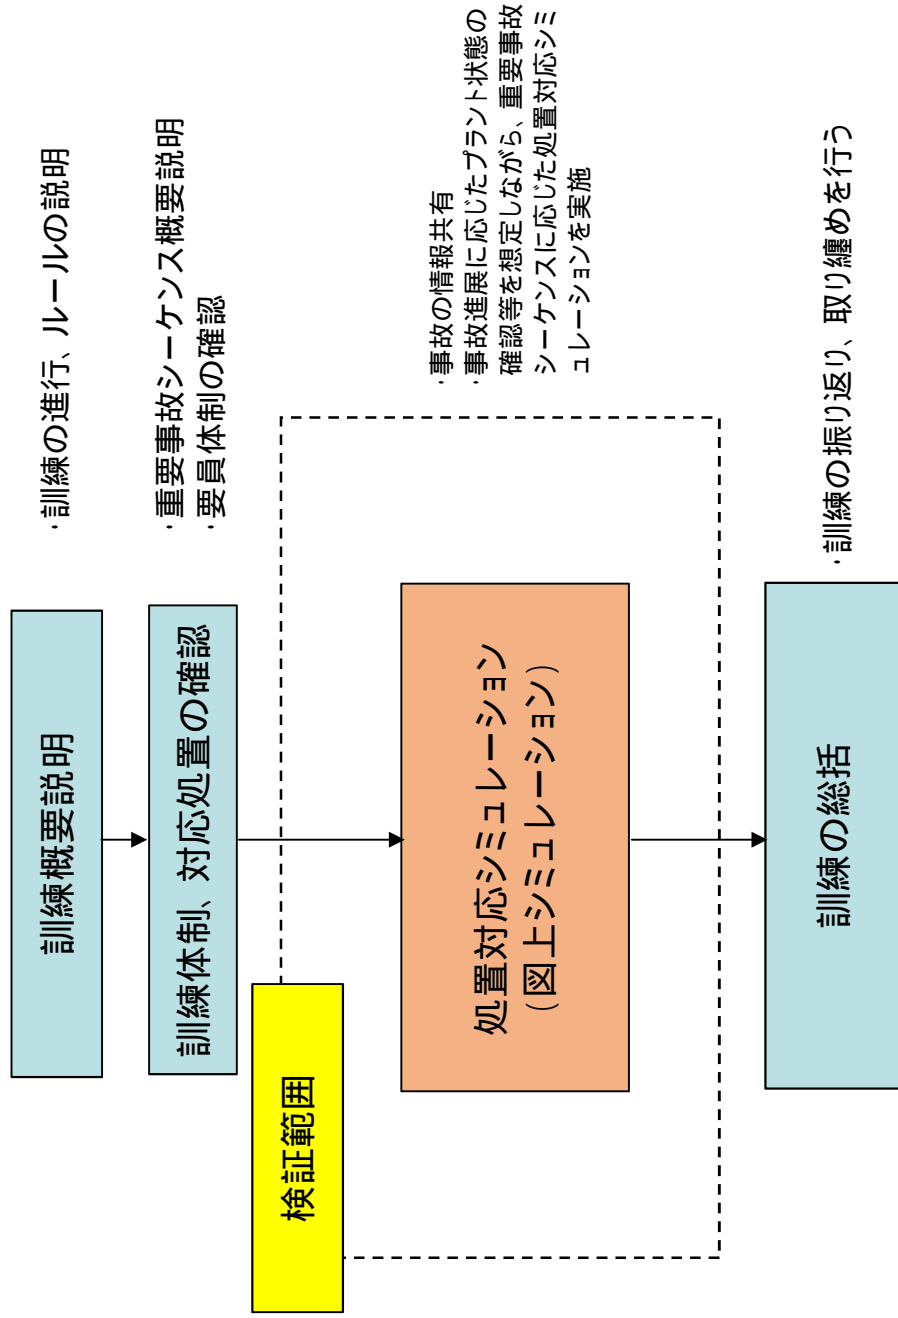 訓練概要説明
・訓練の進行、ルールの説明
訓練体制、対応処置の確認
・重要事故シーケンス概要説明
・要員体制の確認
検証範囲
処置対応シミュレーション
（図上シミュレーション）
・事故の情報共有
・事故進展に応じたプラント状態の
確認等を想定しながら、重要事故
シーケンスに応じた処置対応シミ
ュレーションを実施
訓練の総括
・訓練の振り返り、取り纏めを行う